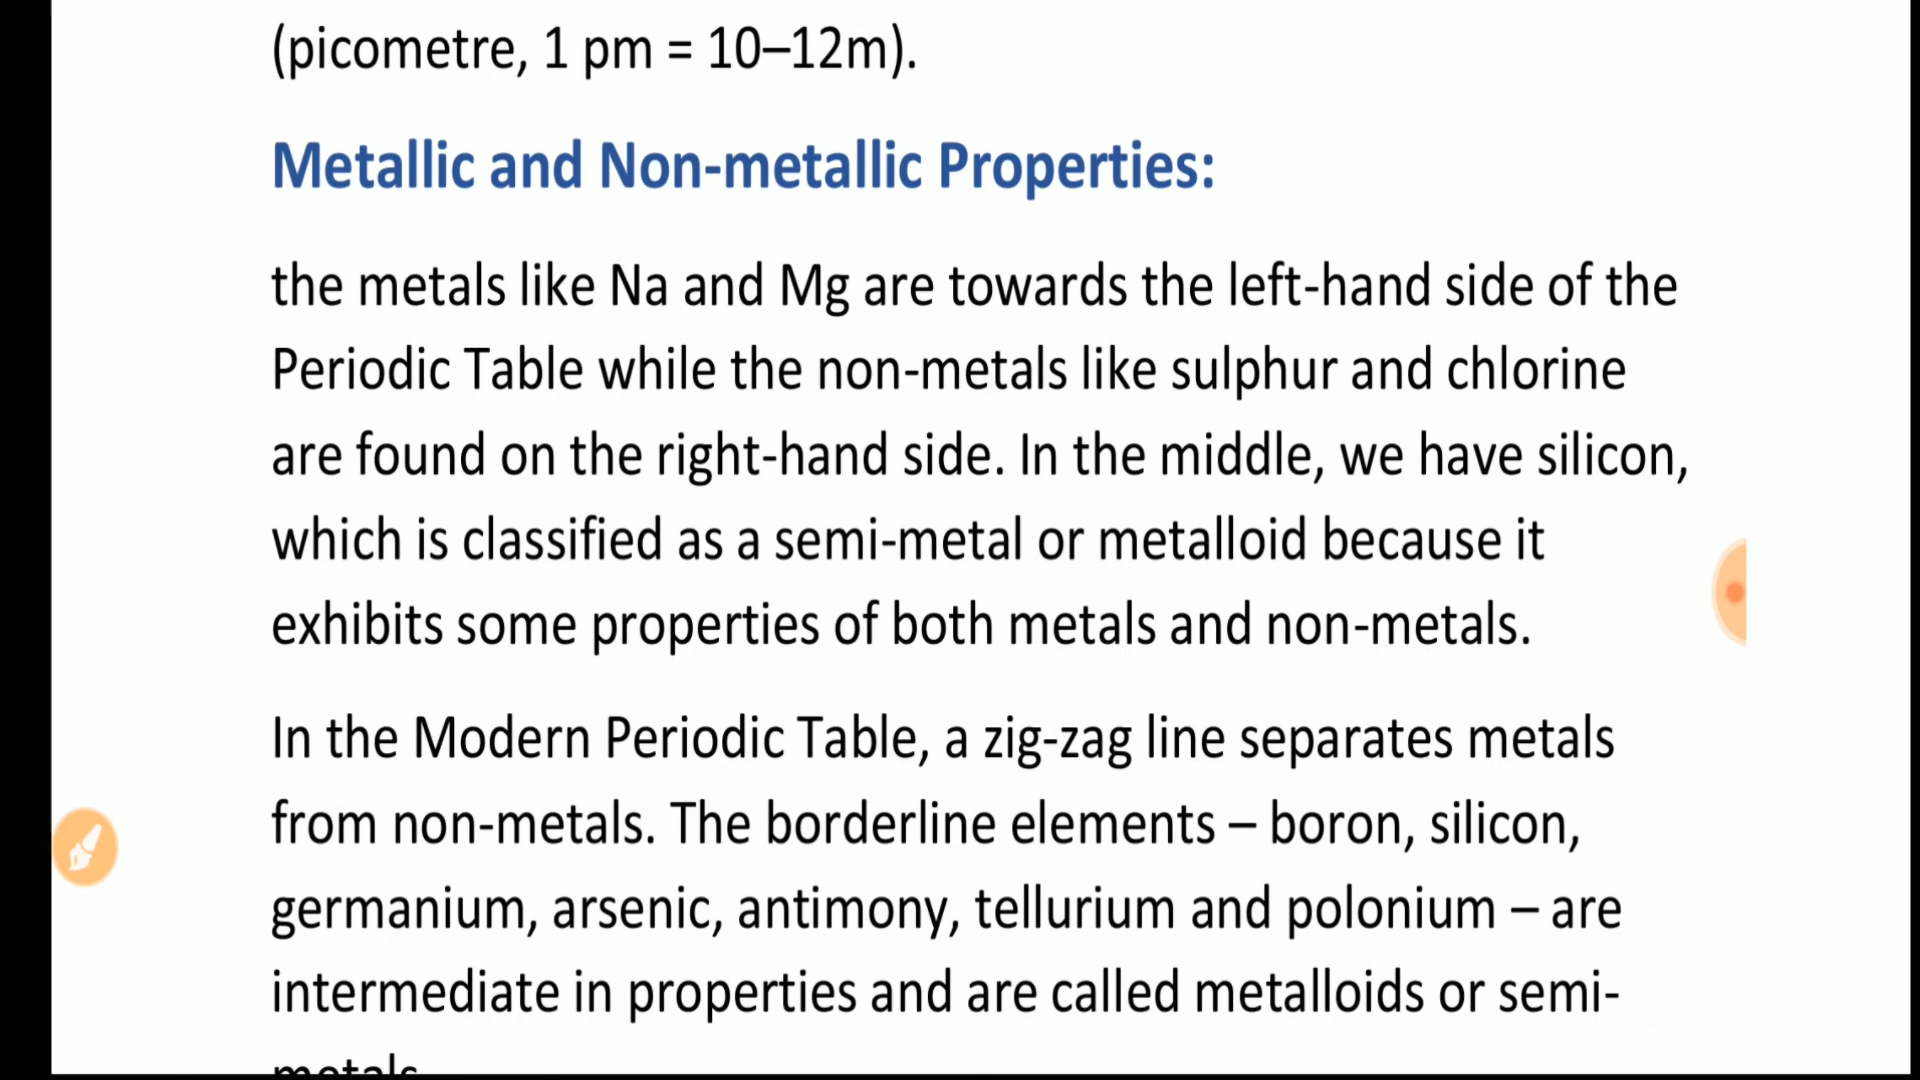 (picometre, 1 pm = 10–12m).
Metallic and Non-metallic Properties:
the metals like Na and Mg are towards the left-hand side of the
Periodic Table while the non-metals like sulphur and chlorine
are found on the right-hand side. In the middle, we have silicon,
which is classified as a semi-metal or metalloid because it
exhibits some properties of both metals and non-metals.
In the Modern Periodic Table, a zig-zag line separates metals
from non-metals. The borderline elements – boron, silicon,
germanium, arsenic, antimony, tellurium and polonium – are
intermediate in properties and are called metalloids or semi-
metals